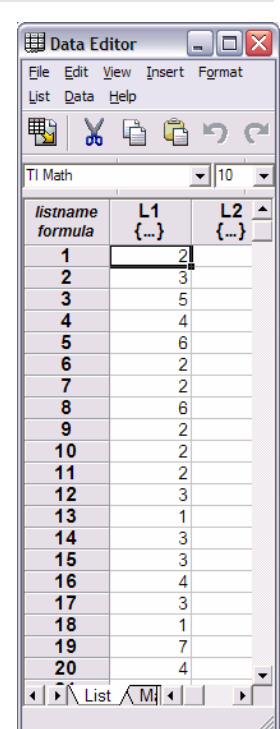 Data Editor
File Edit View Insert Format
List Data Help
TI Math 10
listname L1 L2
formula {...} {...}
1 2
2 3
3 5
4 4
5 6
6 2
7 2
8 6
9 2
10 2
11 2
12 3
13 1
14 3
15 3
16 4
17 3
18 1
19 7
20 4
List